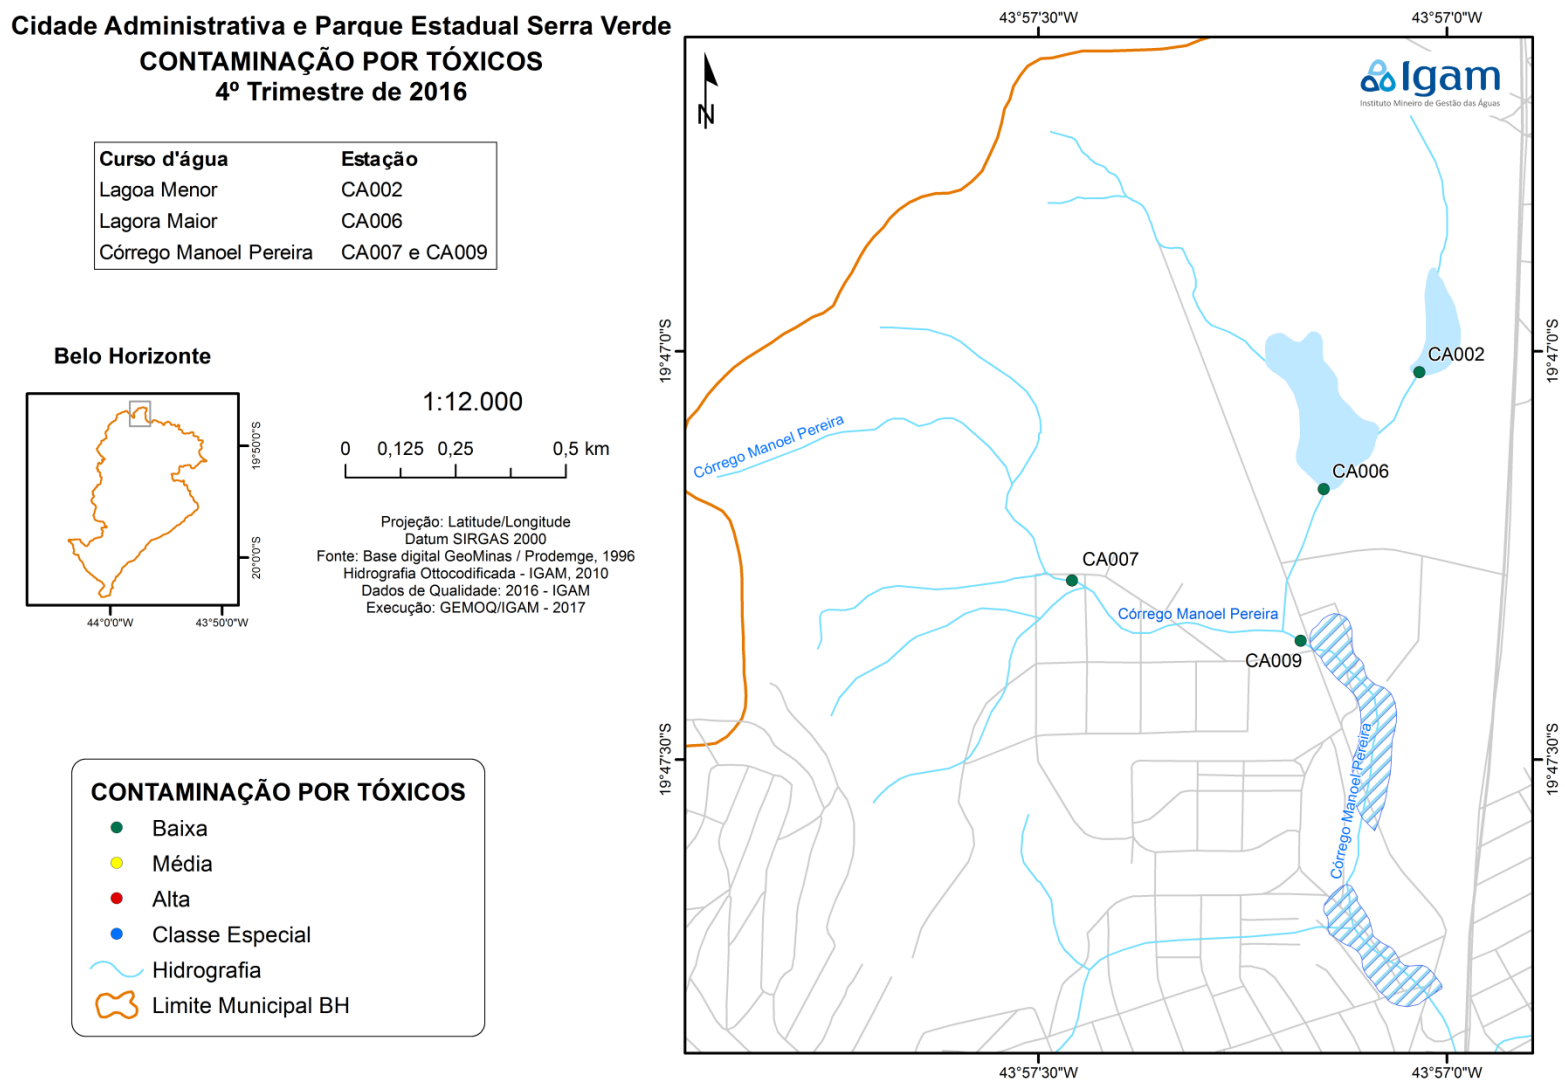 Cidade Administrativa e Parque Estadual Serra Verde
CONTAMINAÇÃO POR TÓXICOS
4º Trimestre de 2016
Curso d'água Estação
Lagoa Menor CA002
Lagora Maior CA006
Córrego Manoel Pereira CA007 e CA009
Belo Horizonte
19°50'0"S
20°0'0"S
44°0'0"W 43°50'0"W
1:12.000
0 0,125 0,25 0,5 km
Projeção: Latitude/Longitude
Datum SIRGAS 2000
Fonte: Base digital GeoMinas / Prodemge, 1996
Hidrografia Ottocodificada - IGAM, 2010
Dados de Qualidade: 2016 - IGAM
Execução: GEMOQ/IGAM - 2017
CONTAMINAÇÃO POR TÓXICOS
Baixa
Média
Alta
Classe Especial
Hidrografia
Limite Municipal BH
43°57'30"W 43°57'0"W
N
Igam
Instituto Mineiro de Gestão das Águas
19°47'0"S 19°47'0"S
CA002
Córrego Manoel Pereira
CA006
CA007
Córrego Manoel Pereira
CA009
19°47'30"S 19°47'30"S
Córrego Manoel Pereira
43°57'30"W 43°57'0"W